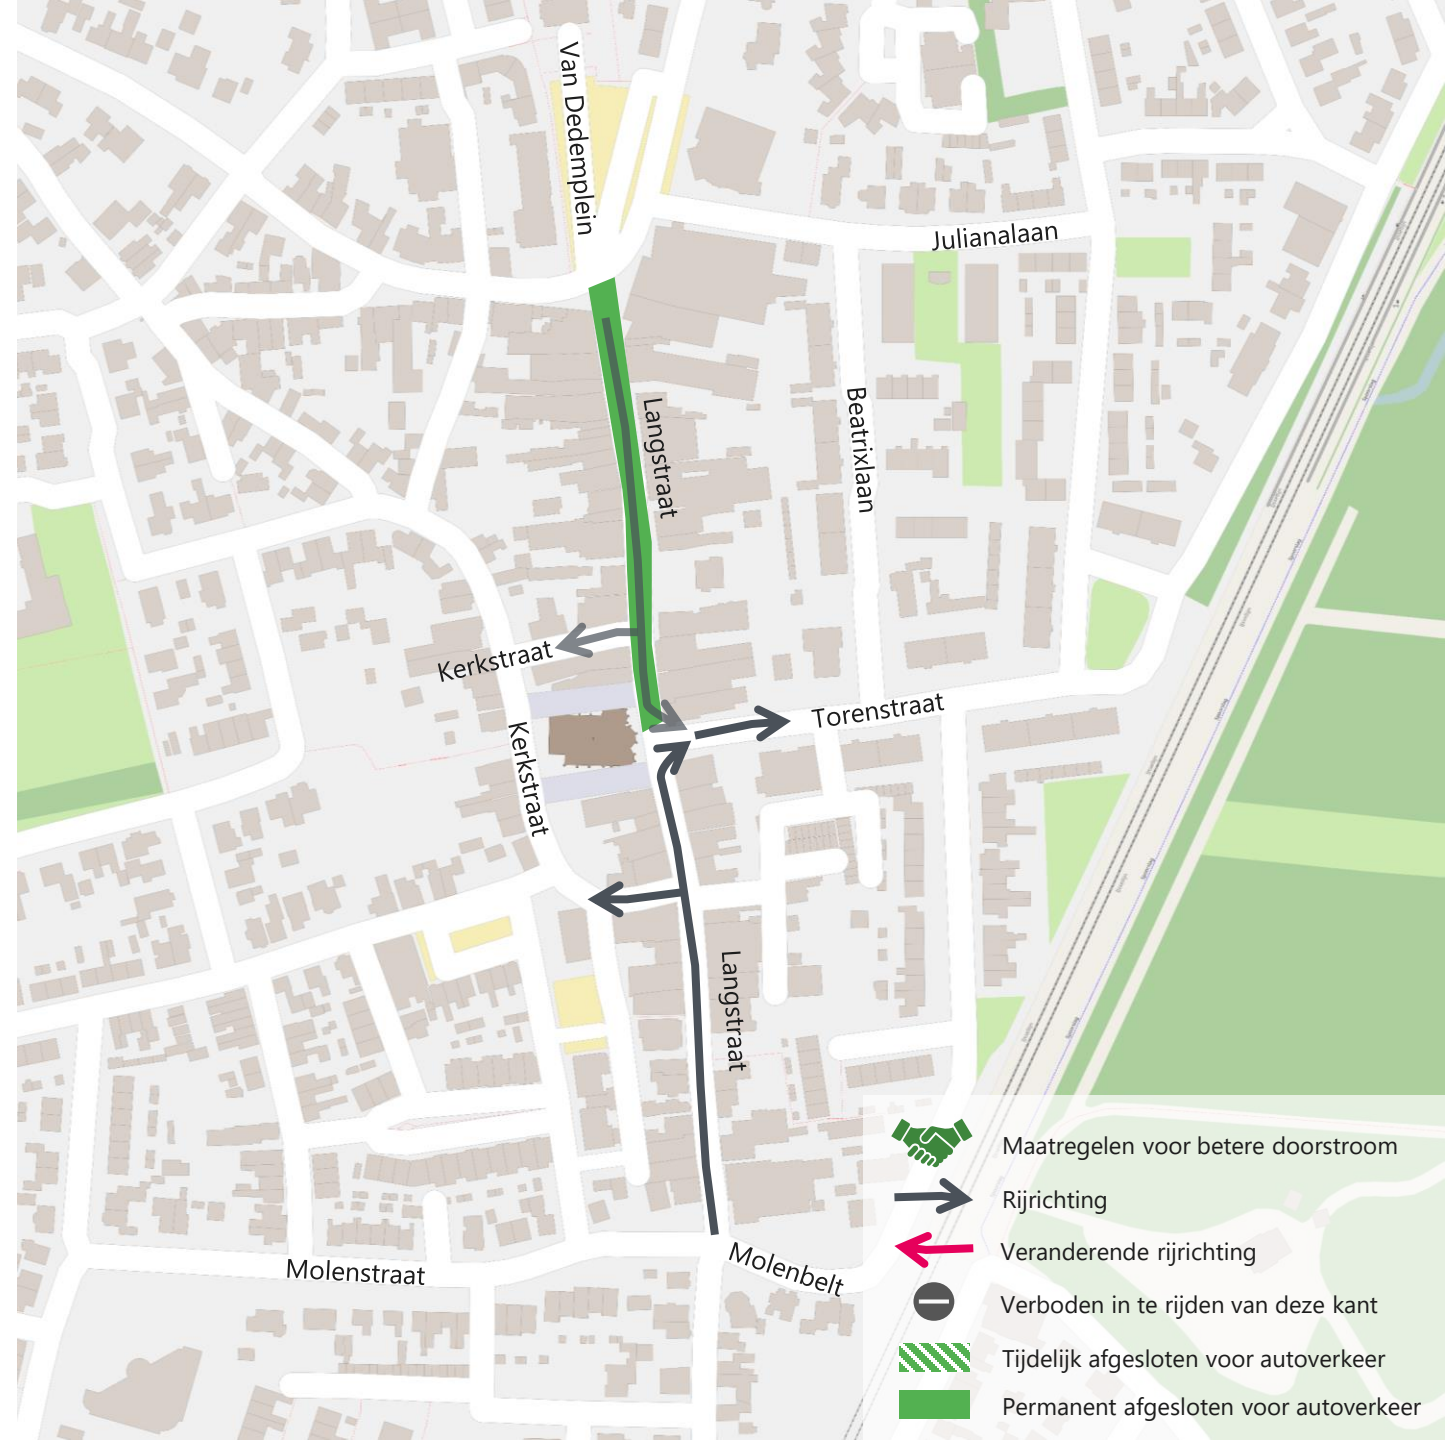 Van Dedemplein
Julianalaan
Langstraat
Beatrixlaan
Kerkstraat
Torenstraat
Kerkstraat
Langstraat
Molenstraat
Molenbelt
Maatregelen voor betere doorstroom
Rijrichting
Veranderende rijrichting
Verboden in te rijden van deze kant
Tijdelijk afgesloten voor autoverkeer
Permanent afgesloten voor autoverkeer